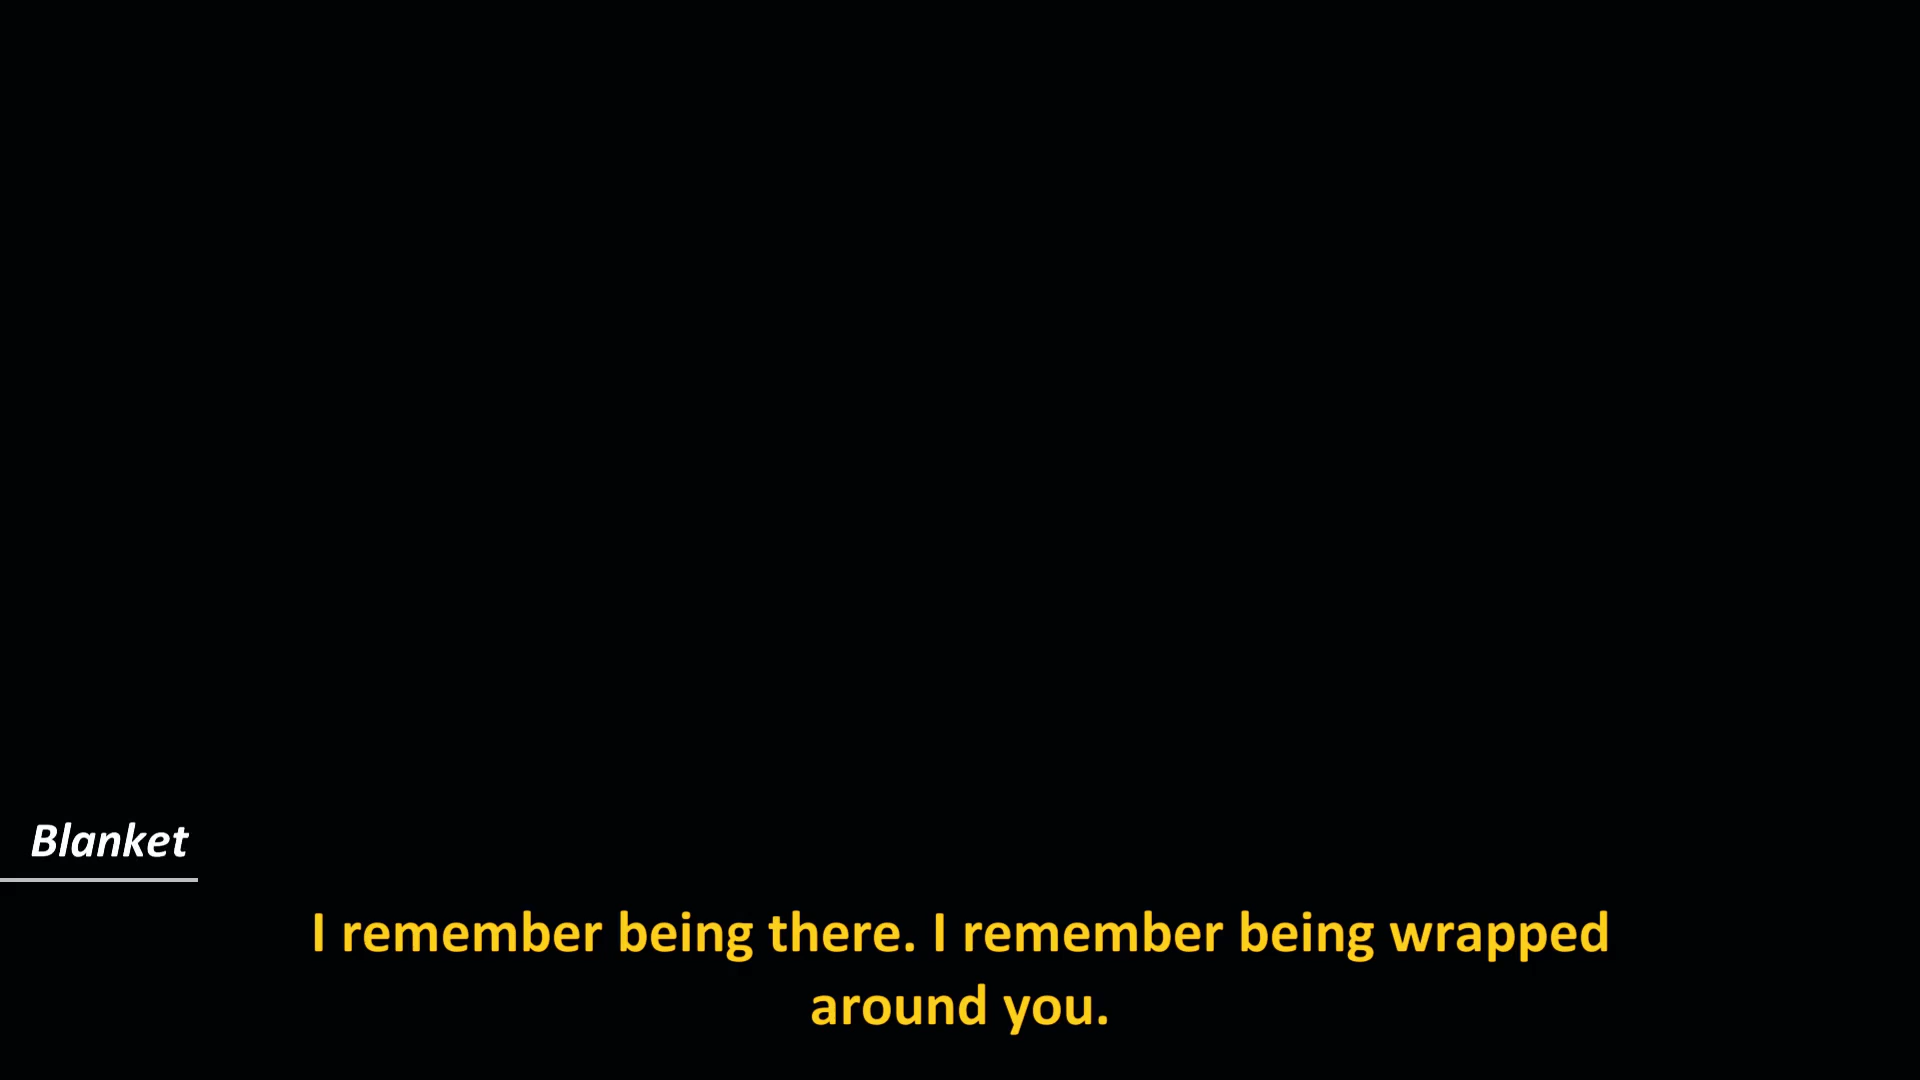 Blanket
I remember being there. I remember being wrapped
around you.